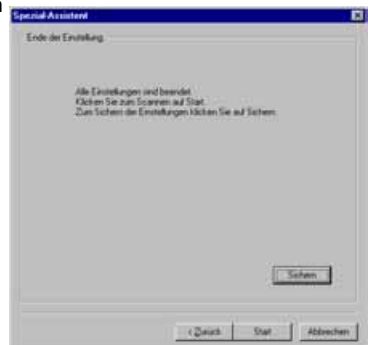 Spezial-Assistent
Ende der Einstellung.
Alle Einstellungen sind beendet.
Klicken Sie zum Scannen auf Start.
Zum Sichern der Einstellungen klicken Sie auf Sichern.
Sichern
< Zurück
Start
Abbrechen